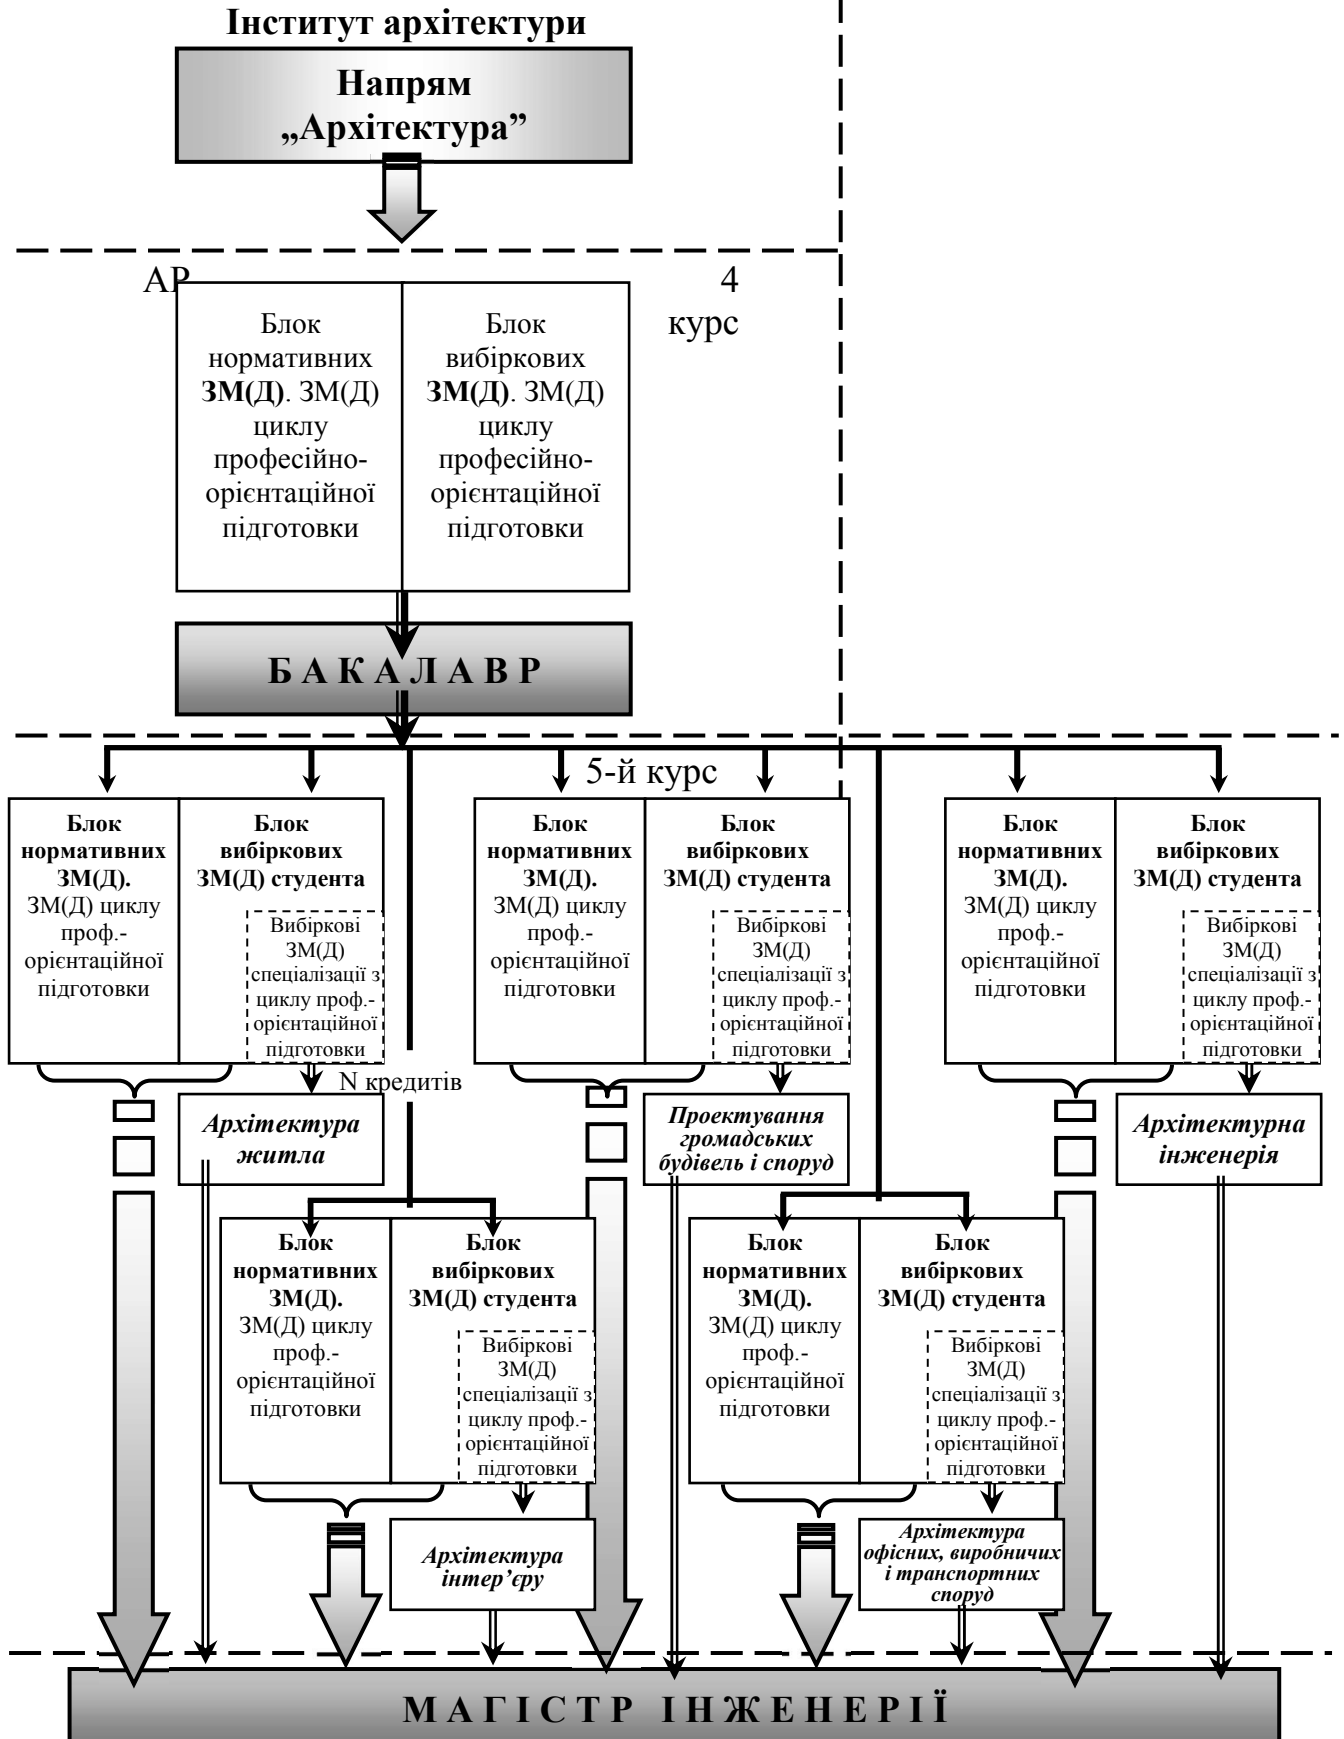 Інститут архітектури
Напрям
„Архітектура”
АР
4
курс
Блок
нормативних
ЗМ(Д). ЗМ(Д)
циклу
професійно-
орієнтаційної
підготовки
Блок
вибіркових
ЗМ(Д). ЗМ(Д)
циклу
професійно-
орієнтаційної
підготовки
Б А К А Л А В Р
5-й курс
Блок
нормативних
ЗМ(Д).
ЗМ(Д) циклу
проф.-
орієнтаційної
підготовки
Блок
вибіркових
ЗМ(Д) студента
Вибіркові
ЗМ(Д)
спеціалізації з
циклу проф.-
орієнтаційної
підготовки
Блок
нормативних
ЗМ(Д).
ЗМ(Д) циклу
проф.-
орієнтаційної
підготовки
Блок
вибіркових
ЗМ(Д) студента
Вибіркові
ЗМ(Д)
спеціалізації з
циклу проф.-
орієнтаційної
підготовки
Блок
нормативних
ЗМ(Д).
ЗМ(Д) циклу
проф.-
орієнтаційної
підготовки
Блок
вибіркових
ЗМ(Д) студента
Вибіркові
ЗМ(Д)
спеціалізації з
циклу проф.-
орієнтаційної
підготовки
N кредитів
Архітектура
житла
Проектування
громадських
будівель і споруд
Архітектурна
інженерія
Блок
нормативних
ЗМ(Д).
ЗМ(Д) циклу
проф.-
орієнтаційної
підготовки
Блок
вибіркових
ЗМ(Д) студента
Вибіркові
ЗМ(Д)
спеціалізації з
циклу проф.-
орієнтаційної
підготовки
Блок
нормативних
ЗМ(Д).
ЗМ(Д) циклу
проф.-
орієнтаційної
підготовки
Блок
вибіркових
ЗМ(Д) студента
Вибіркові
ЗМ(Д)
спеціалізації з
циклу проф.-
орієнтаційної
підготовки
Архітектура
інтер’єру
Архітектура
офісних, виробничих
і транспортних
споруд
М А Г І С Т Р І Н Ж Е Н Е Р І Ї